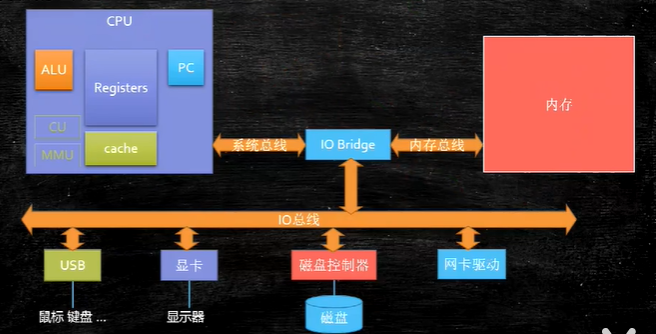 CPU
ALU
Registers
PC
CU
MMU
cache
系统总线
IO Bridge
内存总线
内存
IO总线
USB
显卡
磁盘控制器
网卡驱动
鼠标 键盘 ...
显示器
磁盘